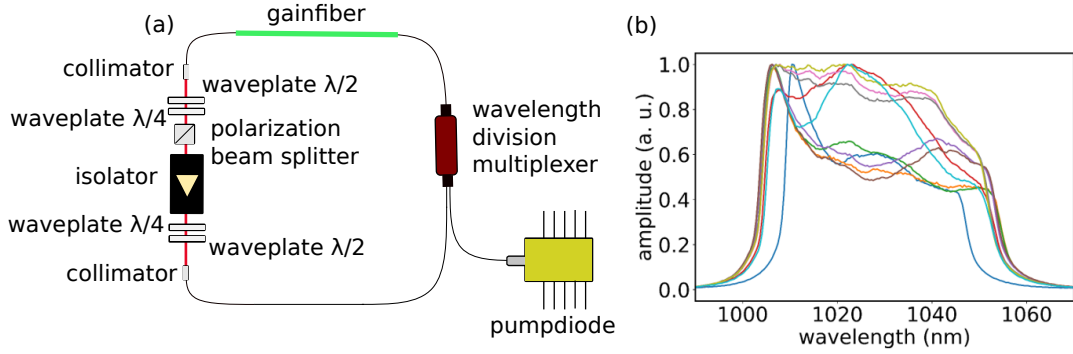 (a)
gainfiber
collimator
waveplate λ/2
waveplate λ/4
polarization
beam splitter
isolator
waveplate λ/4
waveplate λ/2
collimator
wavelength
division
multiplexer
pumpdiode
(b)
amplitude (a. u.)
1.0
0.8
0.6
0.4
0.2
0.0
1000 1020 1040 1060
wavelength (nm)